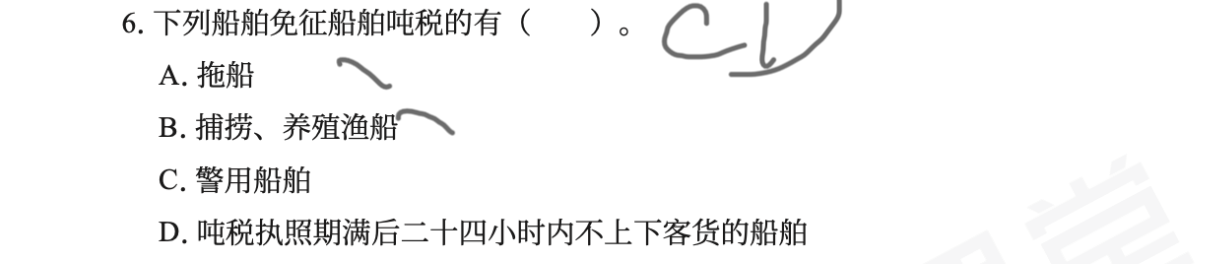 6. 下列船舶免征船舶吨税的有（　　）。 CD
A. 拖船
B. 捕捞、养殖渔船
C. 警用船舶
D. 吨税执照期满后二十四小时内不上下客货的船舶